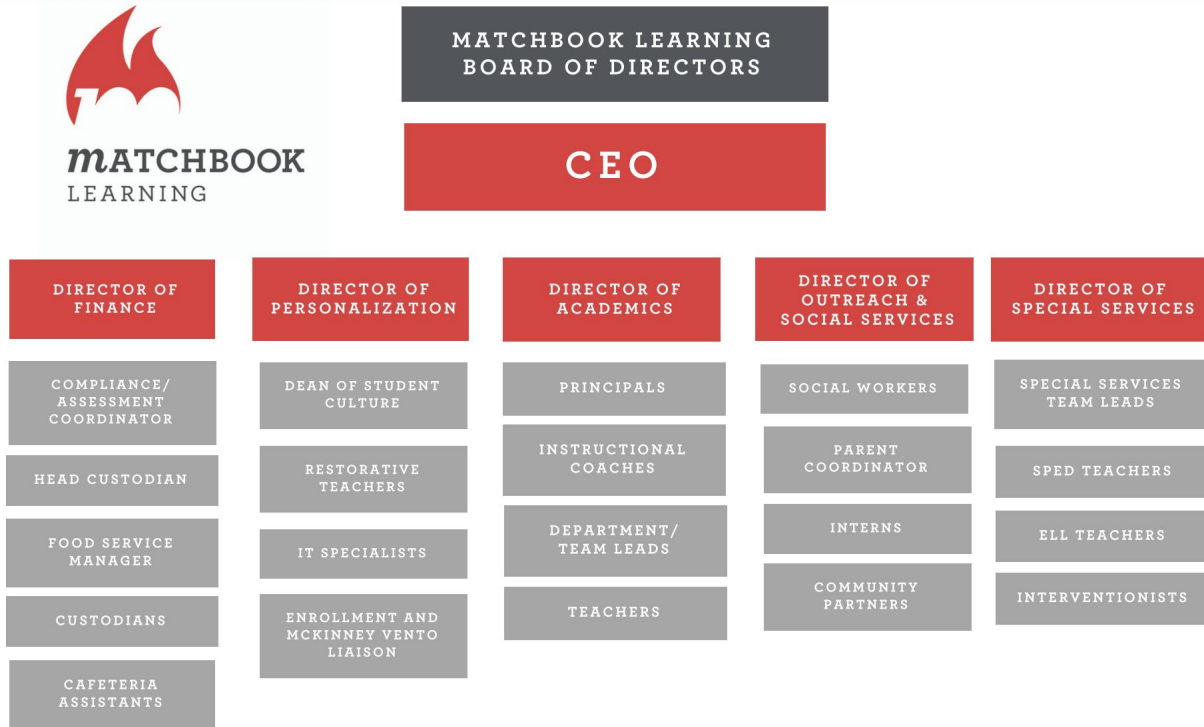 MATCHBOOK
LEARNING
MATCHBOOK LEARNING
BOARD OF DIRECTORS
CEO
DIRECTOR OF
FINANCE
COMPLIANCE/
ASSESSMENT
COORDINATOR
HEAD CUSTODIAN
FOOD SERVICE
MANAGER
CUSTODIANS
CAFETERIA
ASSISTANTS
DIRECTOR OF
PERSONALIZATION
DEAN OF STUDENT
CULTURE
RESTORATIVE
TEACHERS
IT SPECIALISTS
ENROLLMENT AND
MCKINNEY VENTO
LIAISON
DIRECTOR OF
ACADEMICS
PRINCIPALS
INSTRUCTIONAL
COACHES
DEPARTMENT/
TEAM LEADS
TEACHERS
DIRECTOR OF
OUTREACH &
SOCIAL SERVICES
SOCIAL WORKERS
PARENT
COORDINATOR
INTERNS
COMMUNITY
PARTNERS
DIRECTOR OF
SPECIAL SERVICES
SPECIAL SERVICES
TEAM LEADS
SPED TEACHERS
ELL TEACHERS
INTERVENTIONISTS